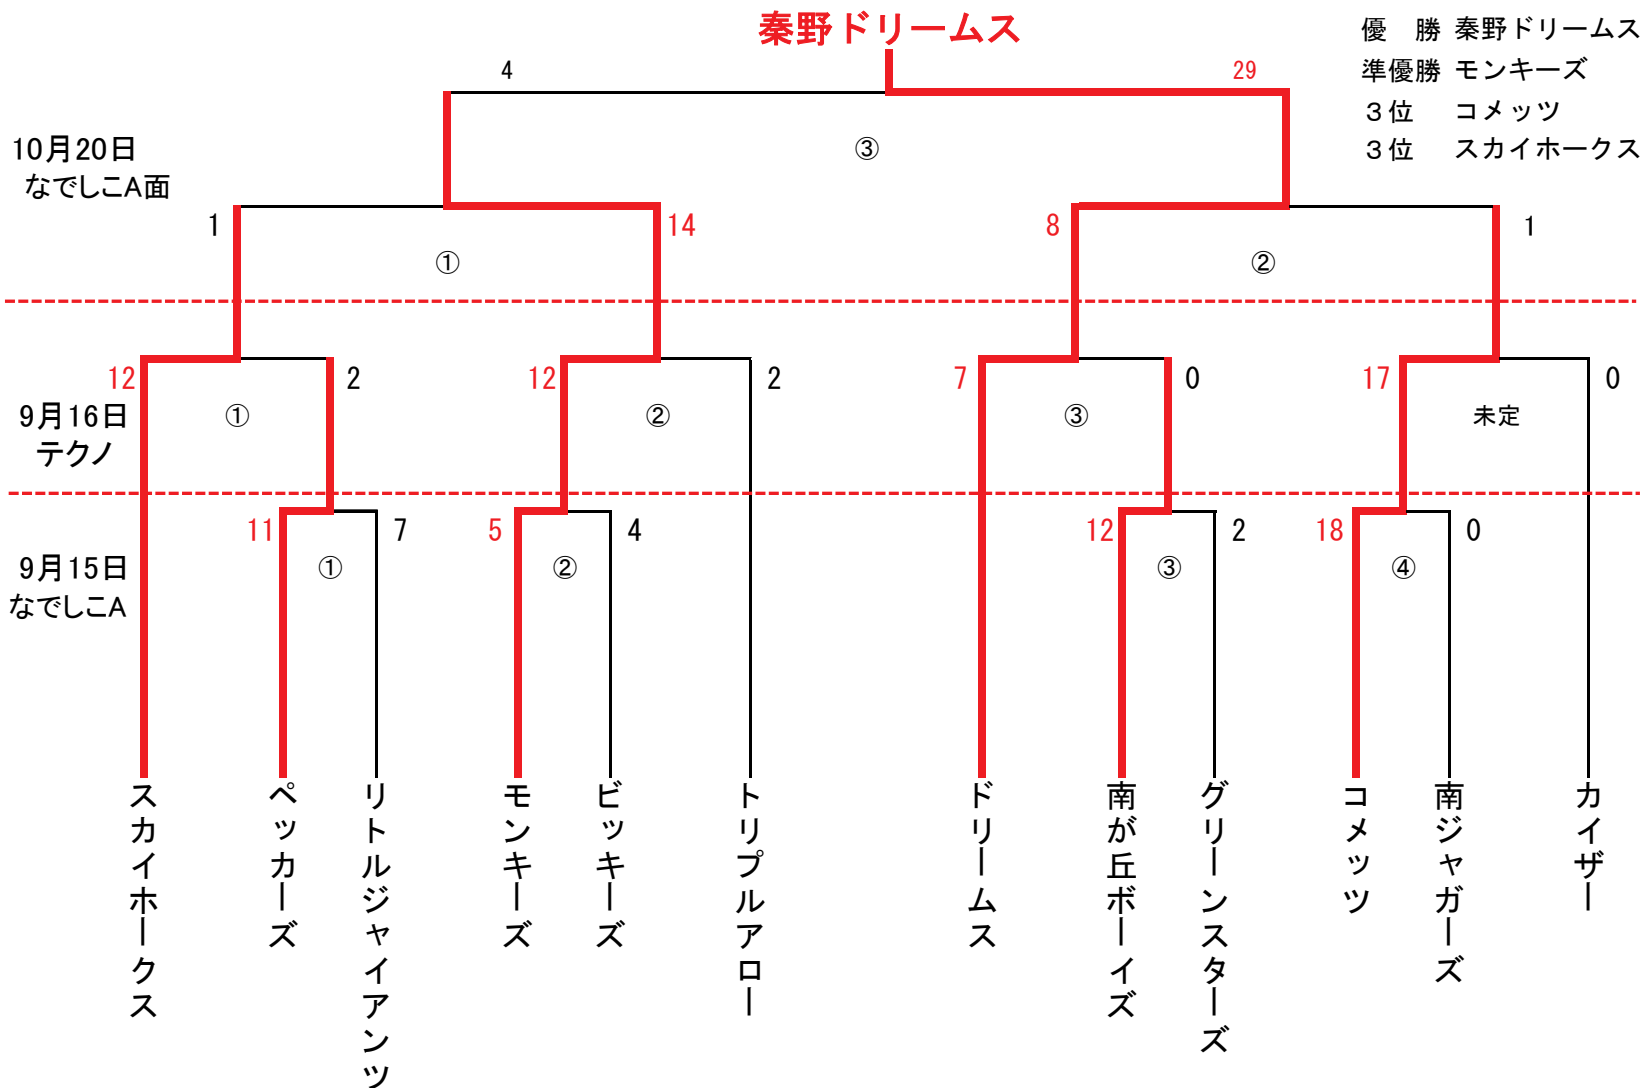 秦野ドリームス
優　勝 秦野ドリームス
準優勝 モンキーズ
３位 コメッツ
３位 スカイホークス
4
29
10月20日
なでしこA面
③
1
14
8
1
①
②
12
2
12
2
7
0
17
0
9月16日
テクノ
①
②
③
未定
11
7
5
4
12
2
18
0
9月15日
なでしこA
①
②
③
④
スカイホークス
ペッカーズ
リトルジャイアンツ
モンキーズ
ビッキーズ
トリプルアロー
ドリームス
南が丘ボーイズ
グリーンスターズ
コメッツ
南ジャガーズ
カイザー